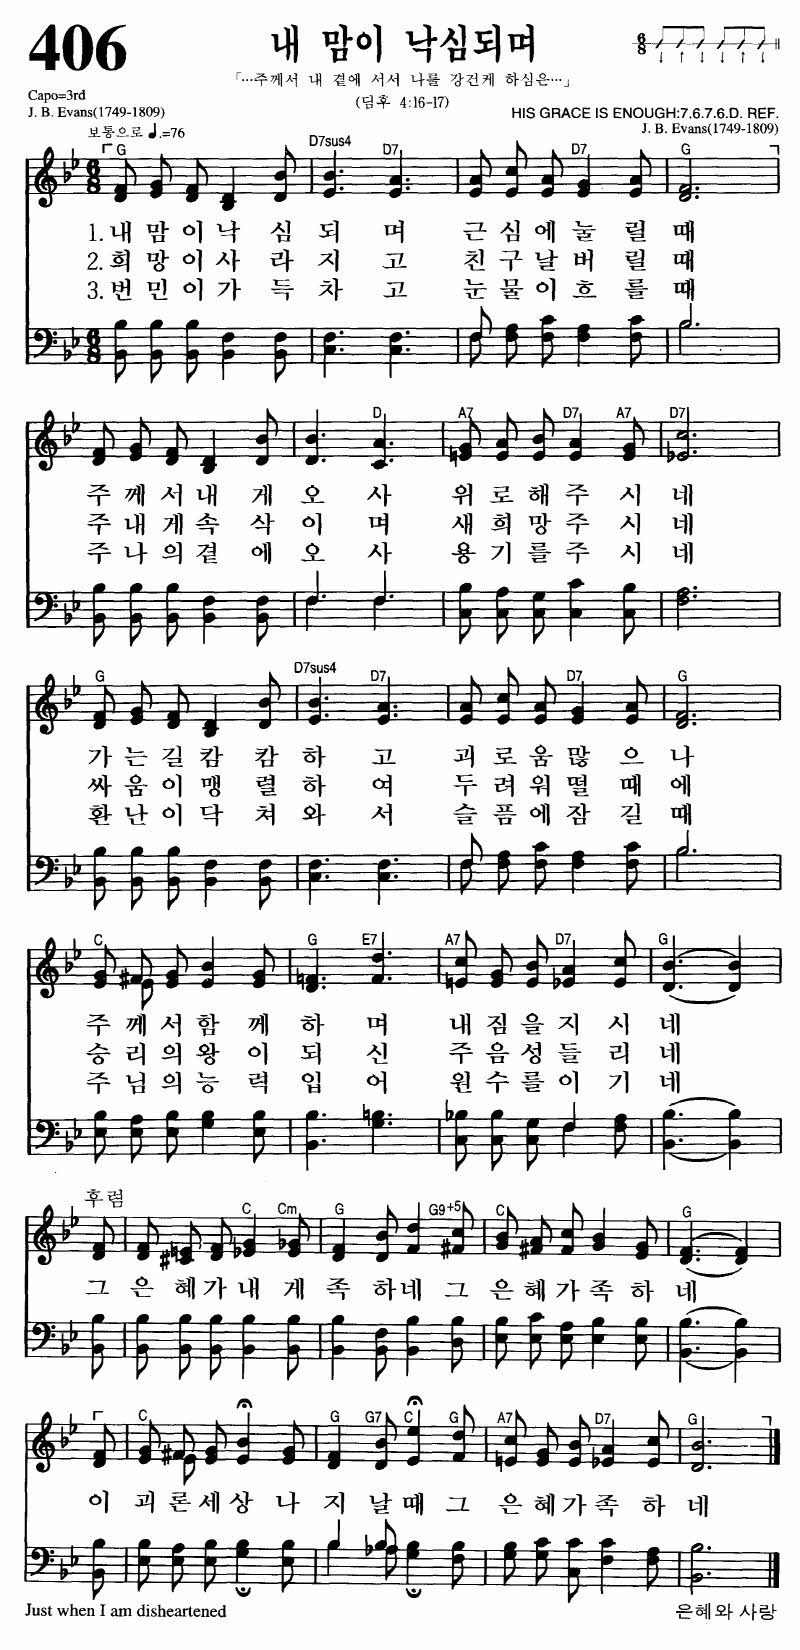 406
내 맘이 낙심되며
「…주께서 내 곁에 서서 나를 강건케 하심은…」
(딤후 4:16-17)
Capo=3rd
J. B. Evans(1749-1809)
HIS GRACE IS ENOUGH:7.6.7.6.D. REF.
J. B. Evans(1749-1809)
보통으로 ♩.=76
G D7sus4 D7 D7 G
1. 내 맘 이 낙 심 되 며 근 심 에 눌 릴 때
2. 희 망 이 사 라 지 고 친 구 날 버 릴 때
3. 번 민 이 가 득 차 고 눈 물 이 흐 를 때
D A7 D7 A7 D7
주 께 서 내 게 오 사 위 로 해 주 시 네
주 내 게 속 삭 이 며 새 희 망 주 시 네
주 나 의 곁 에 오 사 용 기 를 주 시 네
G D7sus4 D7 D7 G
가 는 길 캄 캄 하 고 괴 로 움 많 으 나
싸 움 이 맹 렬 하 여 두 려 워 떨 때 에
환 난 이 닥 쳐 와 서 슬 픔 에 잠 길 때
C G E7 A7 D7 G
주 께 서 함 께 하 며 내 짐 을 지 시 네
승 리 의 왕 이 되 신 주 음 성 들 리 네
주 님 의 능 력 입 어 원 수 를 이 기 네
후렴
C Cm G G9+5 C G
그 은 혜 가 내 게 족 하 네 그 은 혜 가 족 하 네
C G G7 C G A7 D7 G
이 괴 론 세 상 나 지 날 때 그 은 혜 가 족 하 네
Just when I am disheartened
은혜와 사랑